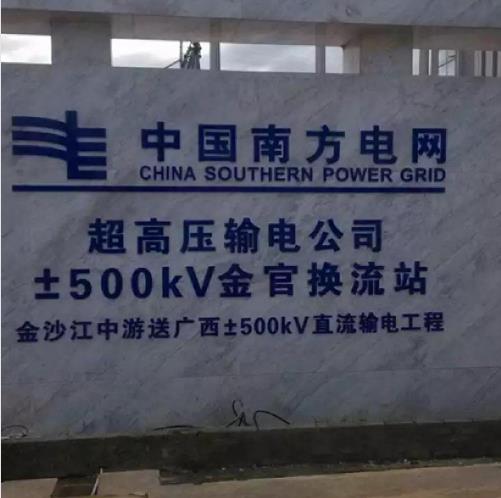 中国南方电网
CHINA SOUTHERN POWER GRID
超高压输电公司
±500kV金官换流站
金沙江中游送广西±500kV直流输电工程